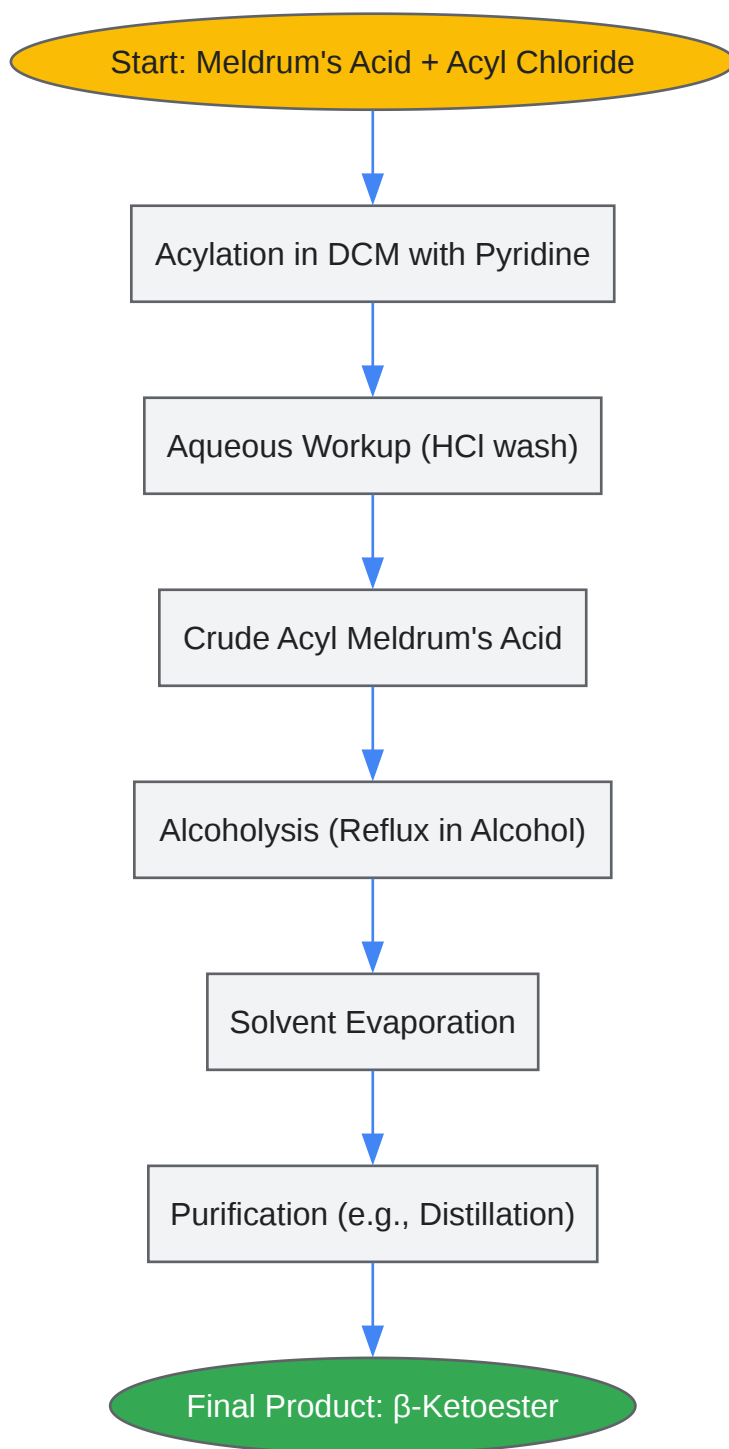 Start: Meldrum's Acid + Acyl Chloride
Acylation in DCM with Pyridine
Aqueous Workup (HCl wash)
Crude Acyl Meldrum's Acid
Alcoholysis (Reflux in Alcohol)
Solvent Evaporation
Purification (e.g., Distillation)
Final Product: β-Ketoester